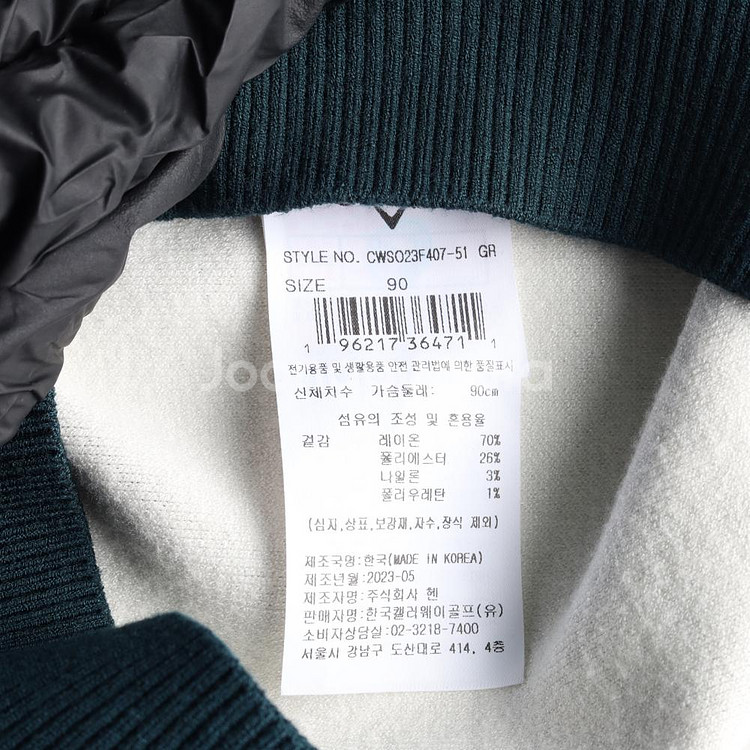 STYLE NO. CWSO23F407-51 GR
SIZE 90
1 96217 36471 1
전기용품 및 생활용품 안전 관리법에 의한 품질표시
신체치수 가슴둘레: 90cm
섬유의 조성 및 혼용율
겉감 레이온 70%
폴리에스터 26%
나일론 3%
폴리우레탄 1%
(심지,상표,보강재,자수,장식 제외)
제조국명:한국(MADE IN KOREA)
제조년월:2023-05
제조자명:주식회사 헨
판매자명:한국캘러웨이골프(유)
소비자상담실:02-3218-7400
서울시 강남구 도산대로 414, 4층